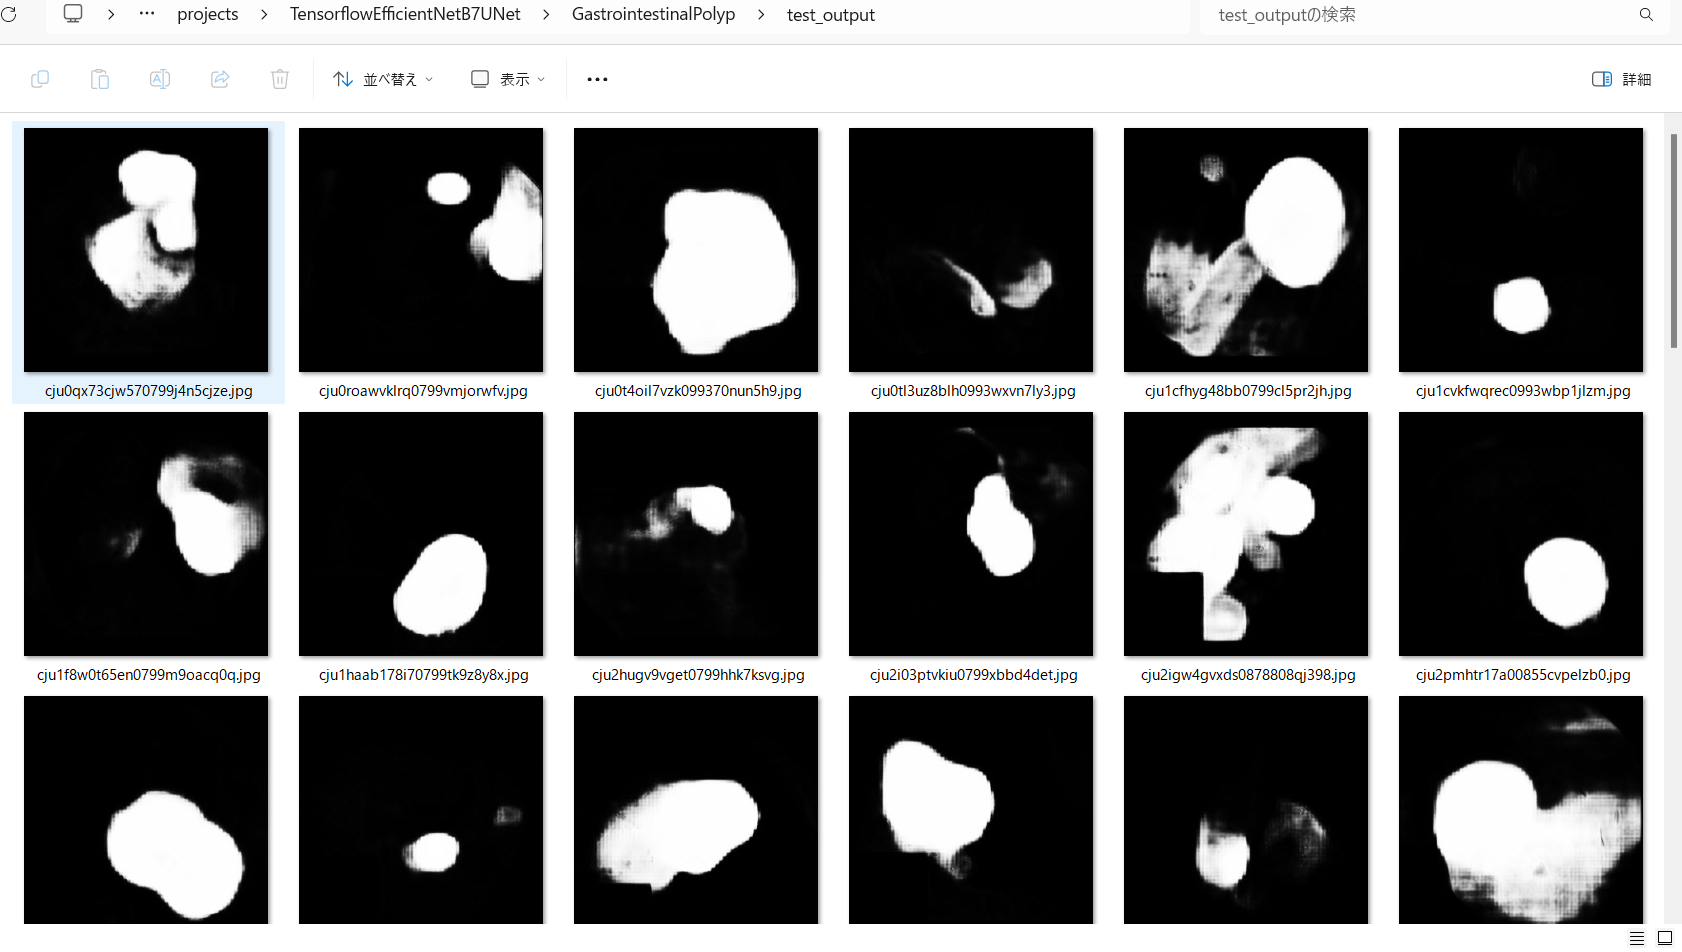 projects > TensorflowEfficientNetB7UNet > GastrointestinalPolyp > test_output
test_outputの検索
並べ替え
表示
詳細
cju0qx73cjw570799j4n5cjze.jpg
cju0roawvklrq0799vmjorwfv.jpg
cju0t4oil7vzk099370nun5h9.jpg
cju0tl3uz8blh0993wxvn7ly3.jpg
cju1cfhyg48bb0799cl5pr2jh.jpg
cju1cvkfwqrec0993wbp1jlzm.jpg
cju1f8w0t65en0799m9oacq0q.jpg
cju1haab178i70799tk9z8y8x.jpg
cju2hugv9vget0799hhk7ksvg.jpg
cju2i03ptvkiu0799xbbd4det.jpg
cju2igw4gvxds0878808qj398.jpg
cju2pmhtr17a00855cvpelzb0.jpg